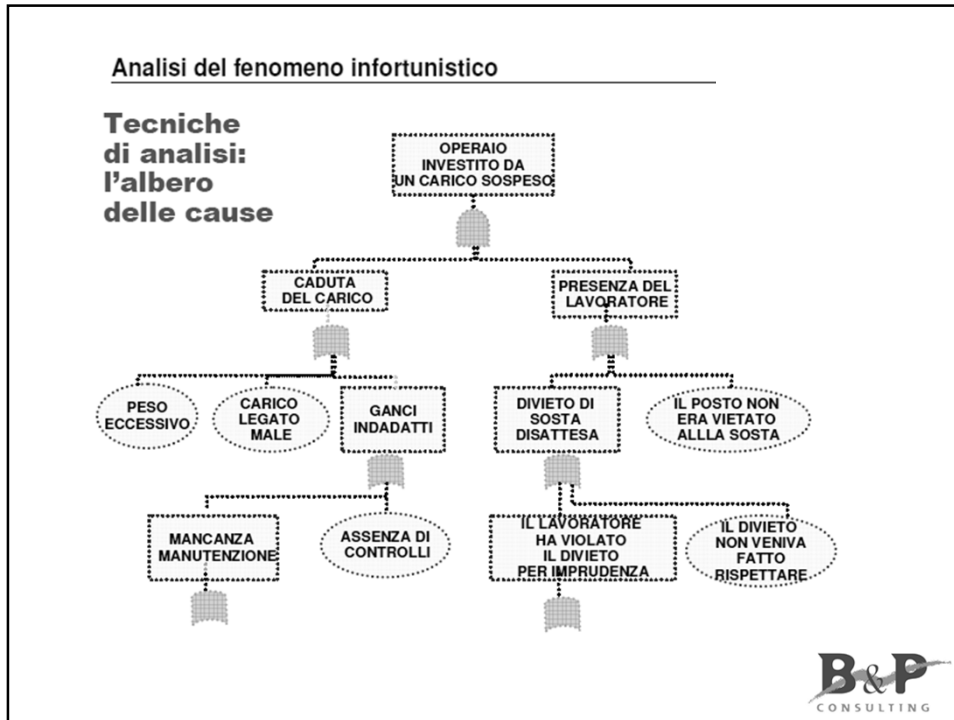 Analisi del fenomeno infortunistico
Tecniche
di analisi:
l'albero
delle cause
OPERAIO
INVESTITO DA
UN CARICO SOSPESO
CADUTA
DEL CARICO
PRESENZA DEL
LAVORATORE
PESO
ECCESSIVO
CARICO
LEGATO
MALE
GANCI
INDADATTI
DIVIETO DI
SOSTA
DISATTESA
IL POSTO NON
ERA VIETATO
ALLLA SOSTA
MANCANZA
MANUTENZIONE
ASSENZA DI
CONTROLLI
IL LAVORATORE
HA VIOLATO
IL DIVIETO
PER IMPRUDENZA
IL DIVIETO
NON VENIVA
FATTO
RISPETTARE
B&P
CONSULTING